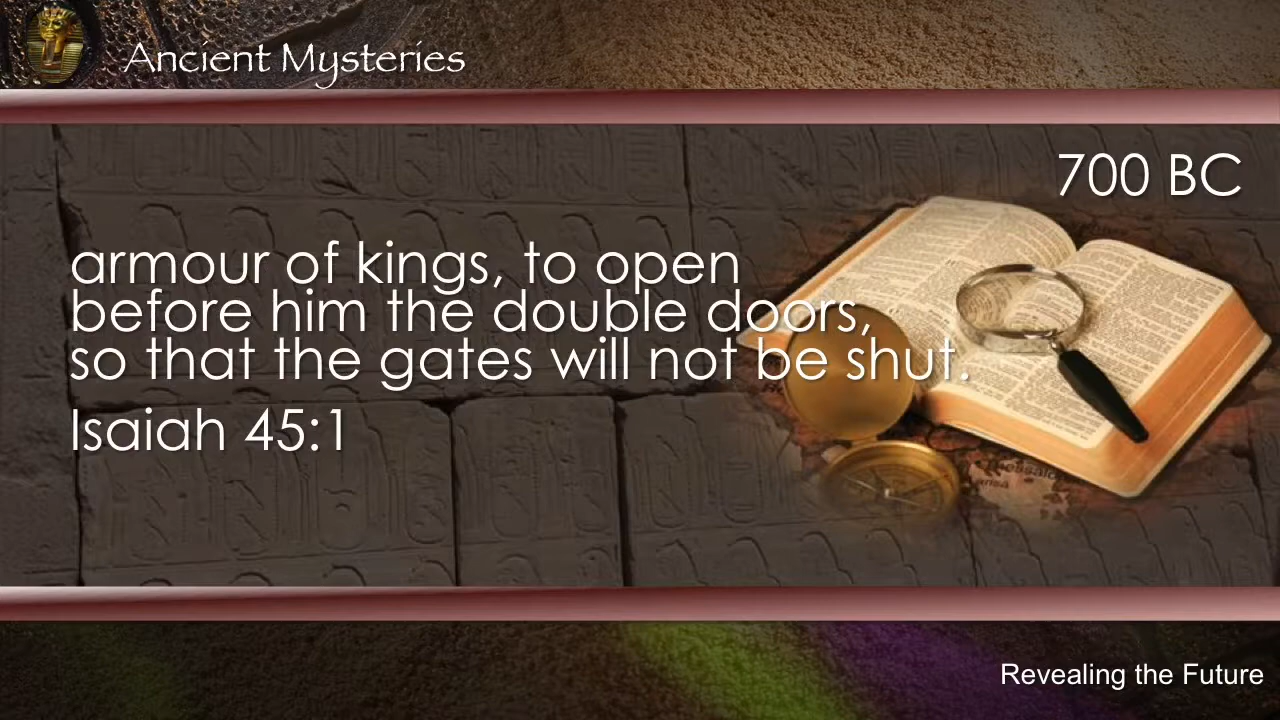 Ancient Mysteries
700 BC
armour of kings, to open
before him the double doors,
so that the gates will not be shut.
Isaiah 45:1
Revealing the Future